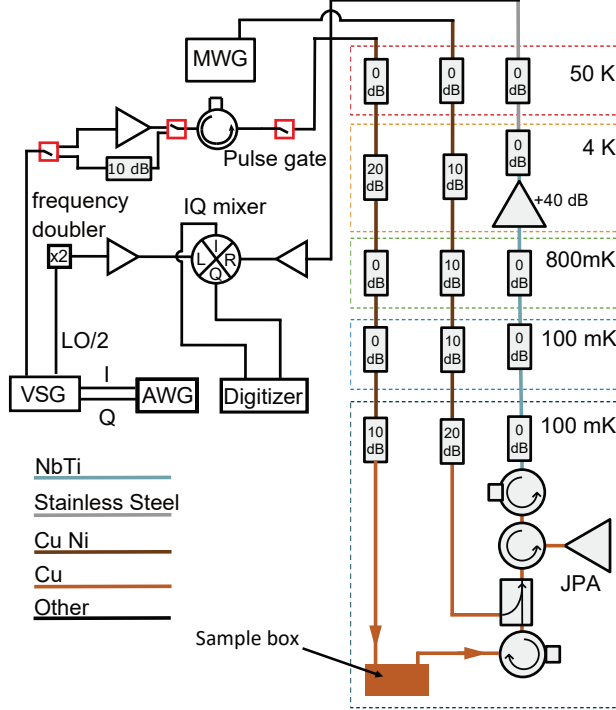 MWG
0
dB
0
dB
0
dB
50 K
Pulse gate
10 dB
20
dB
10
dB
0
dB
4 K
+40 dB
frequency
doubler
x2
IQ mixer
I
L
R
Q
0
dB
10
dB
0
dB
800mK
LO/2
0
dB
10
dB
0
dB
100 mK
VSG
I
Q
AWG
Digitizer
10
dB
20
dB
0
dB
100 mK
NbTi
Stainless Steel
Cu Ni
Cu
Other
JPA
Sample box